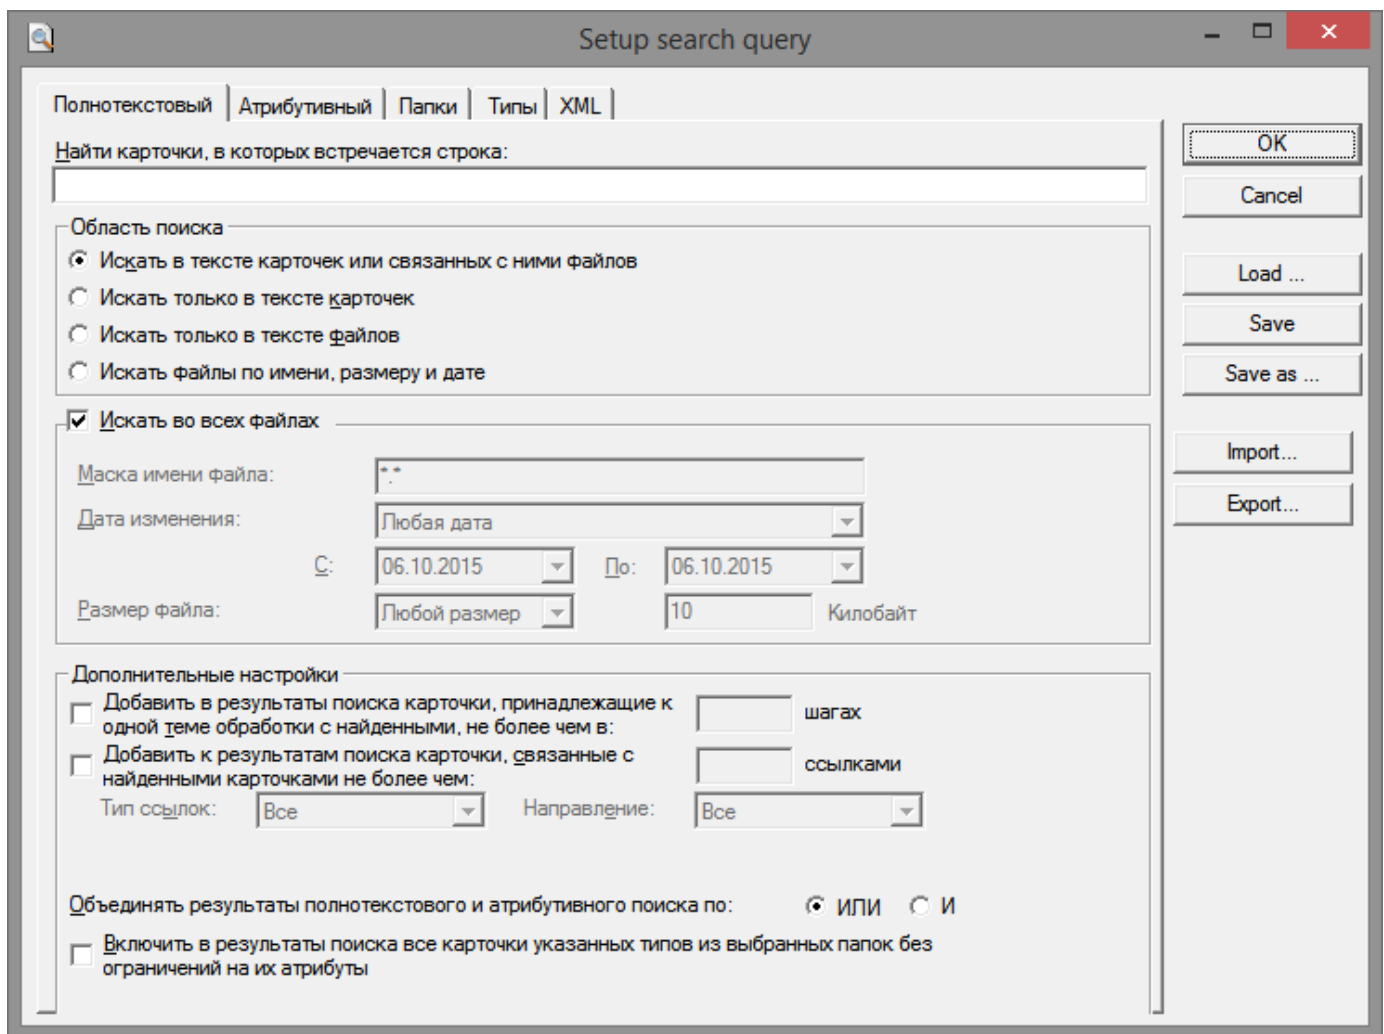 Setup search query
Полнотекстовый Атрибутивный Папки Типы XML
Найти карточки, в которых встречается строка:
OK
Cancel
Область поиска
Искать в тексте карточек или связанных с ними файлов
Load ...
Искать только в тексте карточек
Save
Искать только в тексте файлов
Искать файлы по имени, размеру и дате
Save as ...
Искать во всех файлах
Import...
Маска имени файла: *.*
Export...
Дата изменения: Любая дата
С: 06.10.2015 По: 06.10.2015
Размер файла: Любой размер 10 Килобайт
Дополнительные настройки
Добавить в результаты поиска карточки, принадлежащие к
одной теме обработки с найденными, не более чем в: шагах
Добавить к результатам поиска карточки, связанные с
найденными карточками не более чем: ссылками
Тип ссылок: Все Направление: Все
Объединять результаты полнотекстового и атрибутивного поиска по: ИЛИ И
Включить в результаты поиска все карточки указанных типов из выбранных папок без
ограничений на их атрибуты